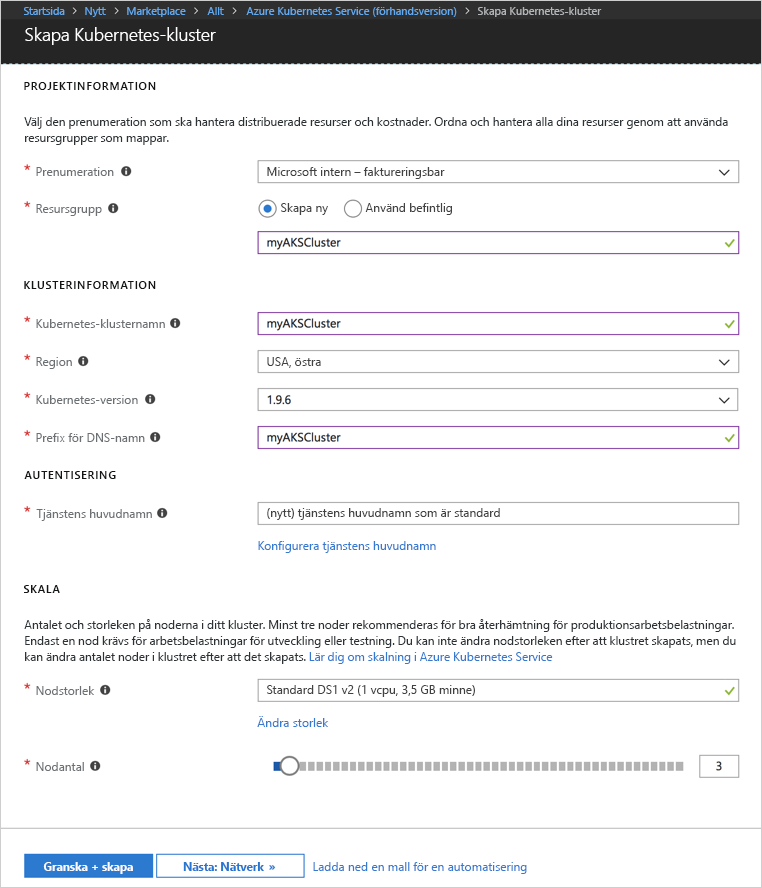 Startsida > Nytt > Marketplace > Allt > Azure Kubernetes Service (förhandsversion) > Skapa Kubernetes-kluster
Skapa Kubernetes-kluster
PROJEKTINFORMATION
Välj den prenumeration som ska hantera distribuerade resurser och kostnader. Ordna och hantera alla dina resurser genom att använda
resursgrupper som mappar.
* Prenumeration Microsoft intern – faktureringsbar
* Resursgrupp Skapa ny Använd befintlig
myAKSCluster
KLUSTERINFORMATION
* Kubernetes-klusternamn myAKSCluster
* Region USA, östra
* Kubernetes-version 1.9.6
* Prefix för DNS-namn myAKSCluster
AUTENTISERING
* Tjänstens huvudnamn (nytt) tjänstens huvudnamn som är standard
Konfigurera tjänstens huvudnamn
SKALA
Antalet och storleken på noderna i ditt kluster. Minst tre noder rekommenderas för bra återhämtning för produktionsarbetsbelastningar.
Endast en nod krävs för arbetsbelastningar för utveckling eller testning. Du kan inte ändra nodstorleken efter att klustret skapats, men du
kan ändra antalet noder i klustret efter att det skapats. Lär dig om skalning i Azure Kubernetes Service
* Nodstorlek Standard DS1 v2 (1 vcpu, 3,5 GB minne)
Ändra storlek
* Nodantal 3
Granska + skapa Nästa: Nätverk » Ladda ned en mall för en automatisering